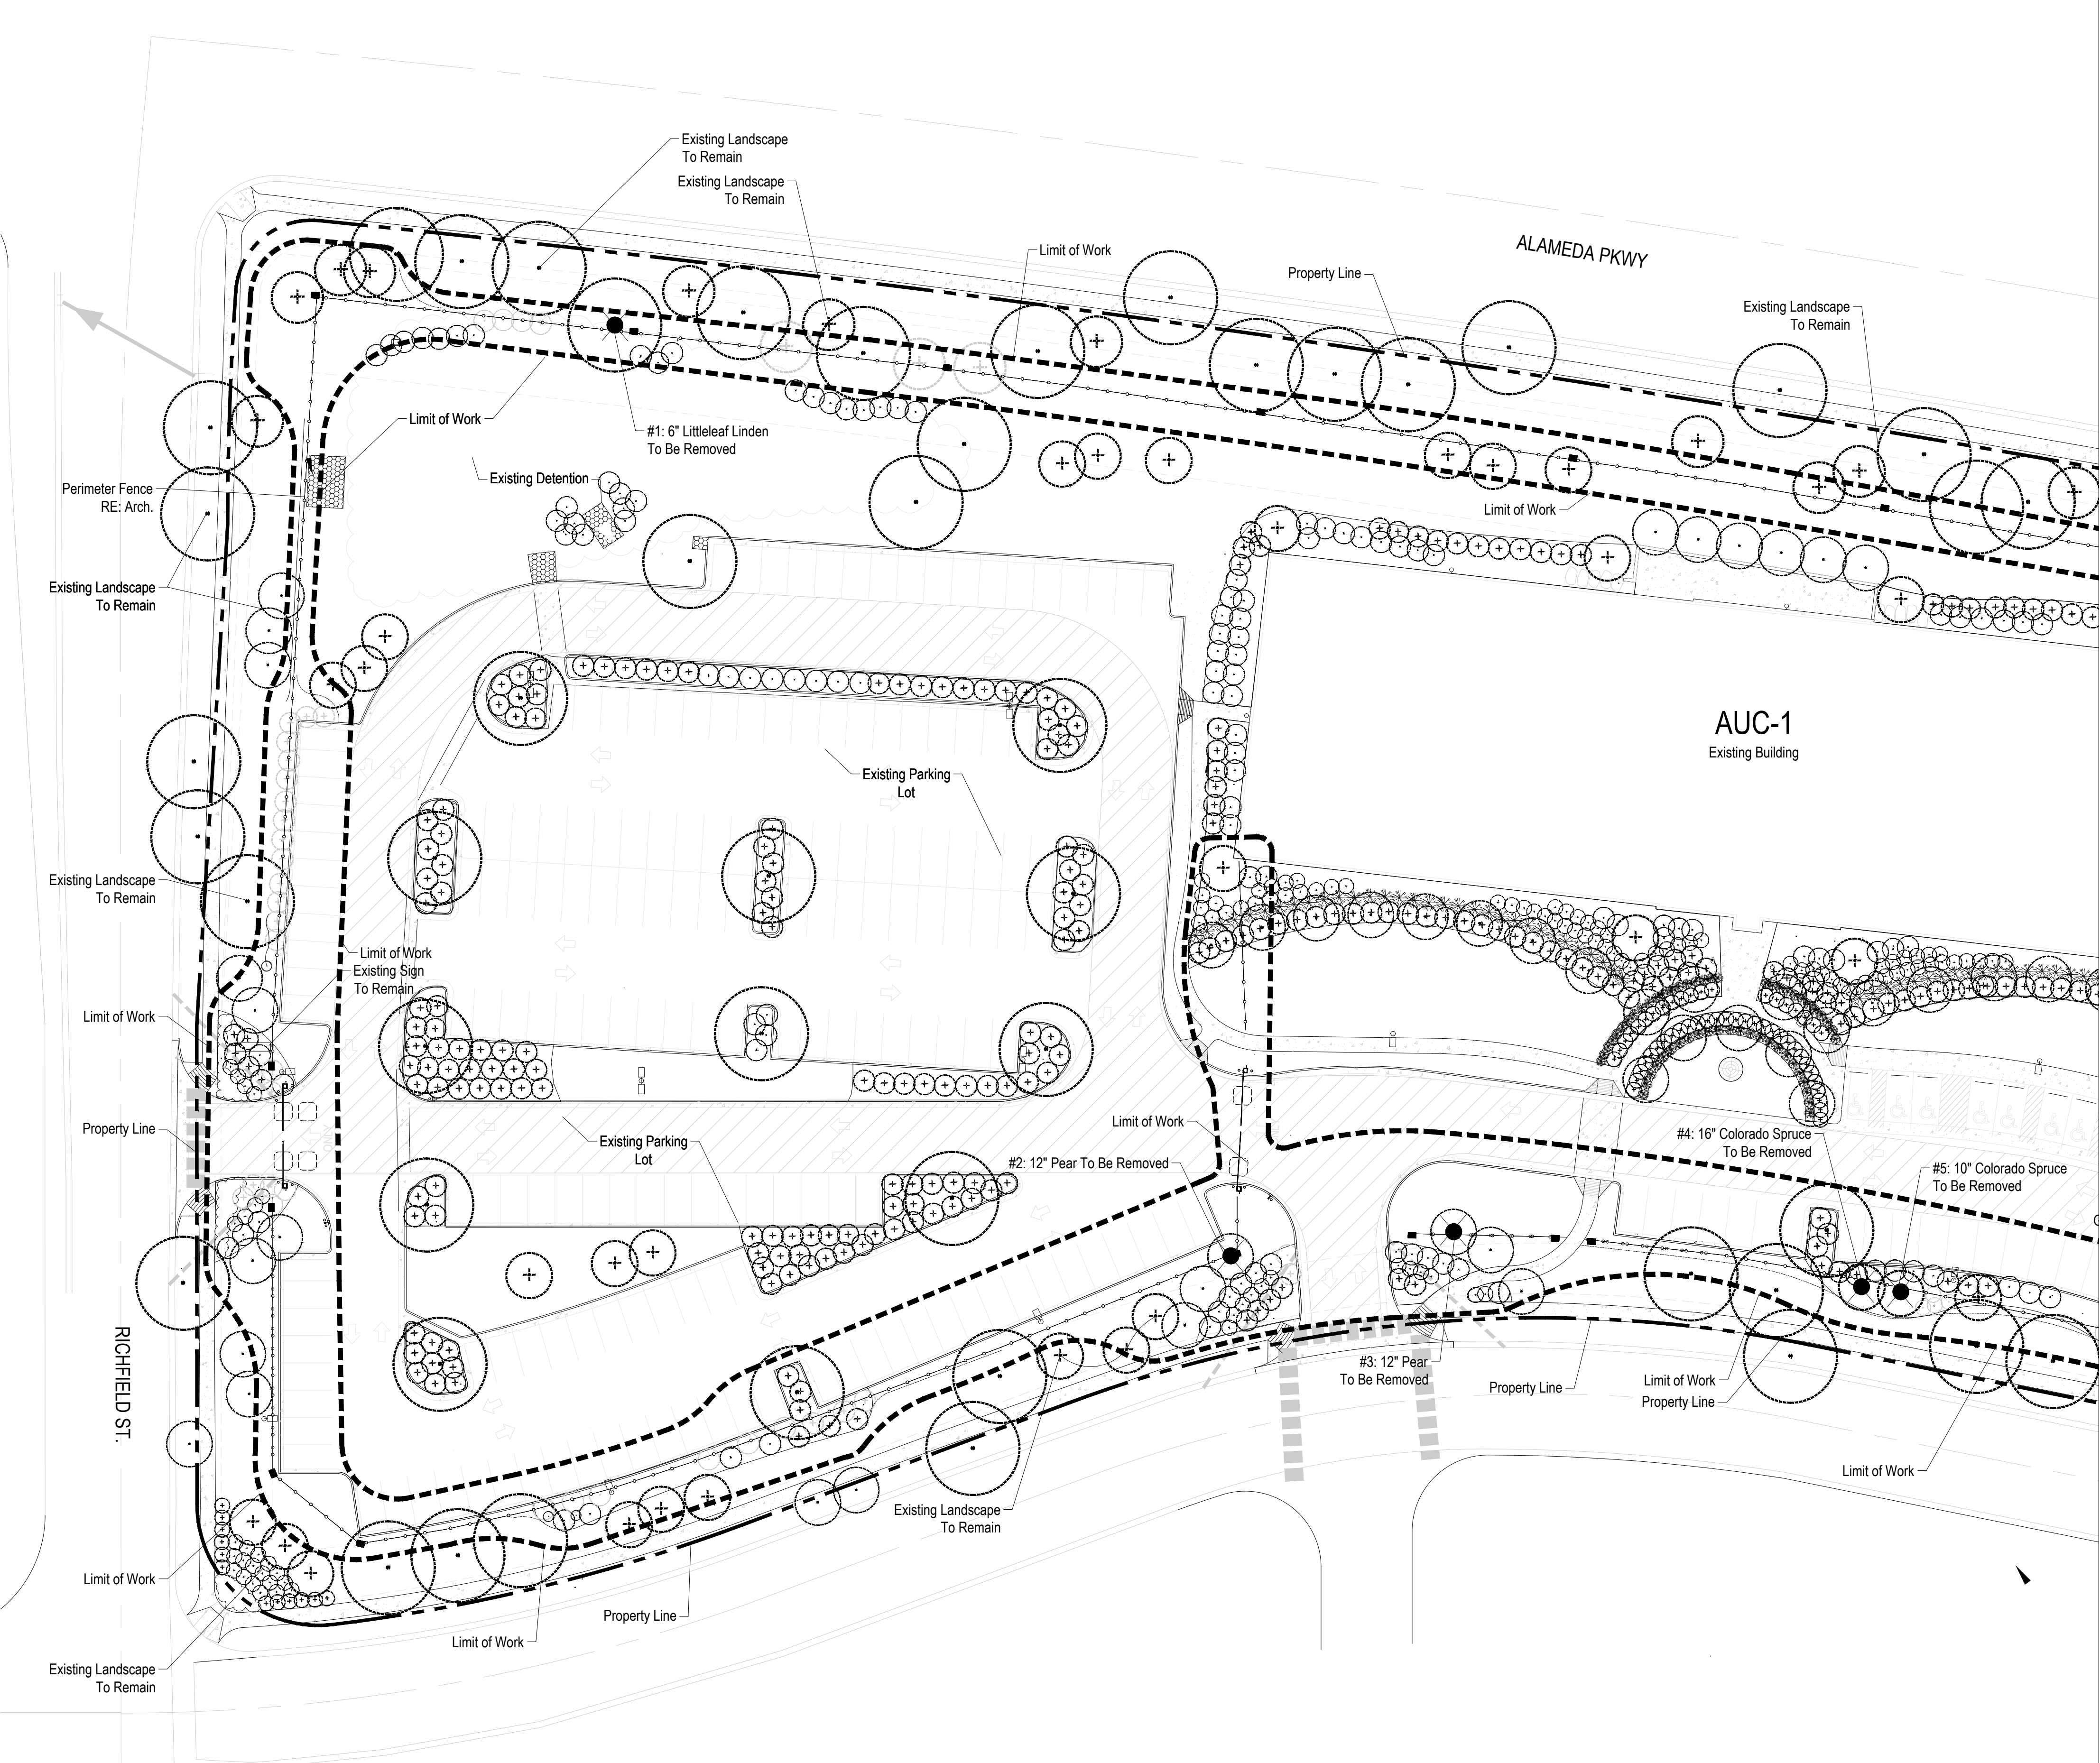 Existing Landscape
To Remain
Existing Landscape
To Remain
ALAMEDA PKWY
Limit of Work
Property Line
Existing Landscape
To Remain
Limit of Work
#1: 6" Littleleaf Linden
To Be Removed
Existing Detention
Perimeter Fence
RE: Arch.
Limit of Work
Existing Landscape
To Remain
AUC-1
Existing Building
Existing Parking
Lot
Existing Landscape
To Remain
Limit of Work
Existing Sign
To Remain
Limit of Work
Property Line
Existing Parking
Lot
Limit of Work
#2: 12" Pear To Be Removed
#4: 16" Colorado Spruce
To Be Removed
#5: 10" Colorado Spruce
To Be Removed
RICHFIELD ST.
#3: 12" Pear
To Be Removed
Property Line
Limit of Work
Property Line
Limit of Work
Existing Landscape
To Remain
Limit of Work
Property Line
Limit of Work
Existing Landscape
To Remain